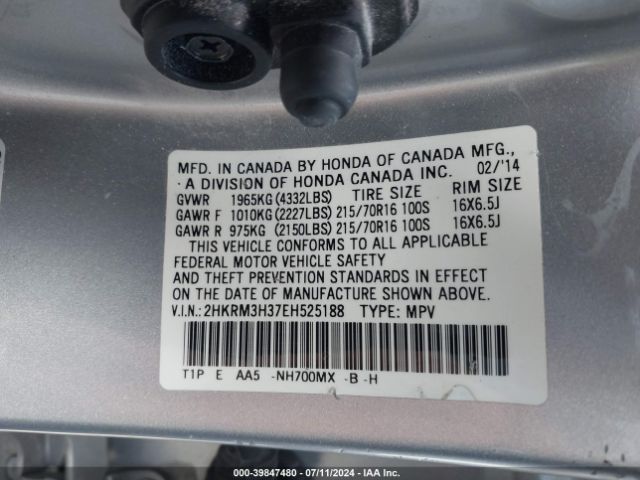 MFD. IN CANADA BY HONDA OF CANADA MFG.,
A DIVISION OF HONDA CANADA INC. 02/'14
GVWR 1965KG(4332LBS) TIRE SIZE RIM SIZE
GAWR F 1010KG(2227LBS) 215/70R16 100S 16X6.5J
GAWR R 975KG (2150LBS) 215/70R16 100S 16X6.5J
THIS VEHICLE CONFORMS TO ALL APPLICABLE
FEDERAL MOTOR VEHICLE SAFETY
AND THEFT PREVENTION STANDARDS IN EFFECT
ON THE DATE OF MANUFACTURE SHOWN ABOVE.
V.I.N.: 2HKRM3H37EH525188 TYPE: MPV
T1P E AA5 -NH700MX -B -H
000-39847480 - 07/11/2024 - IAA Inc.